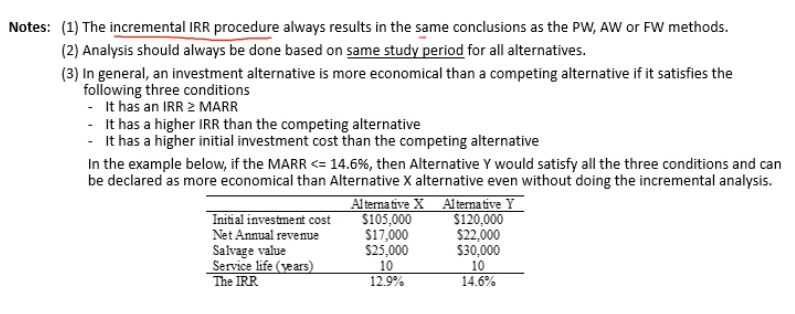 Notes: (1) The incremental IRR procedure always results in the same conclusions as the PW, AW or FW methods.
(2) Analysis should always be done based on same study period for all alternatives.
(3) In general, an investment alternative is more economical than a competing alternative if it satisfies the
following three conditions
- It has an IRR ≥ MARR
- It has a higher IRR than the competing alternative
- It has a higher initial investment cost than the competing alternative
In the example below, if the MARR <= 14.6%, then Alternative Y would satisfy all the three conditions and can
be declared as more economical than Alternative X alternative even without doing the incremental analysis.
Alternative X Alternative Y
Initial investment cost $105,000 $120,000
Net Annual revenue $17,000 $22,000
Salvage value $25,000 $30,000
Service life (years) 10 10
The IRR 12.9% 14.6%